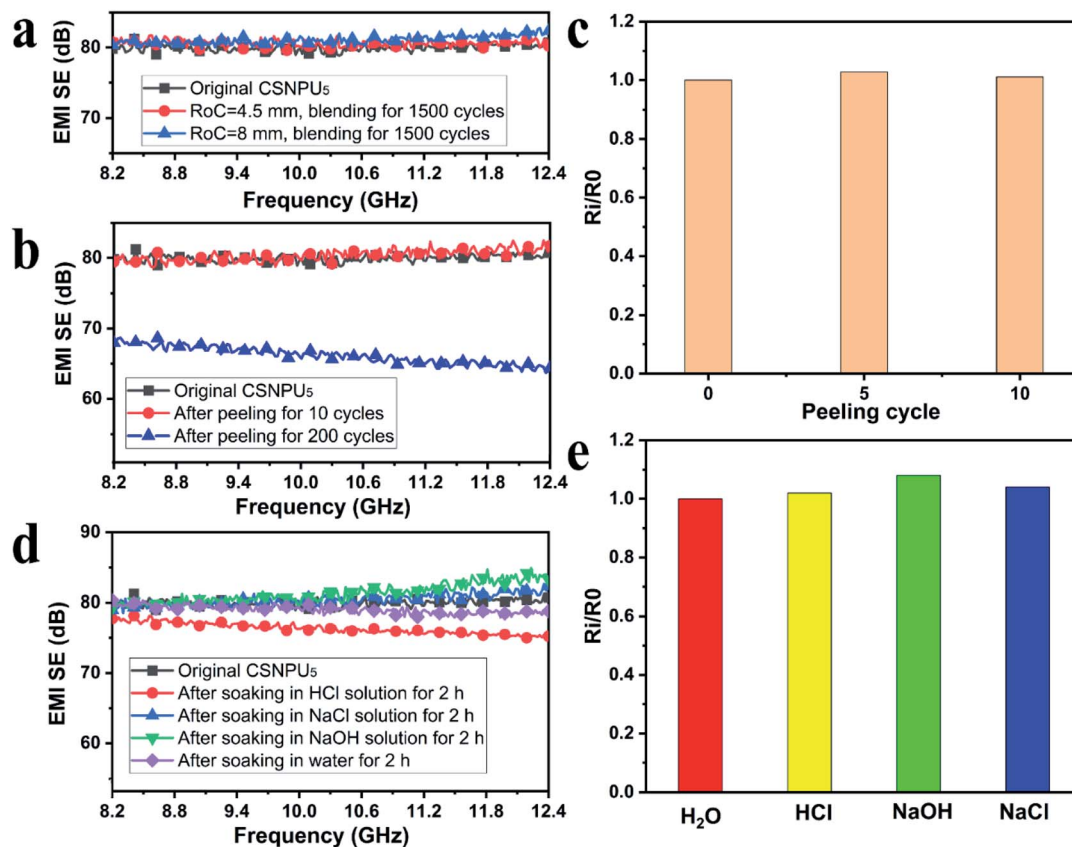 a
EMI SE (dB)
80
70
Original CSNPU₅
RoC=4.5 mm, blending for 1500 cycles
RoC=8 mm, blending for 1500 cycles
8.2 8.8 9.4 10.0 10.6 11.2 11.8 12.4
Frequency (GHz)
b
EMI SE (dB)
80
70
60
Original CSNPU₅
After peeling for 10 cycles
After peeling for 200 cycles
8.2 8.8 9.4 10.0 10.6 11.2 11.8 12.4
Frequency (GHz)
c
Ri/R0
1.2
1.0
0.8
0.6
0.4
0.2
0.0
0 5 10
Peeling cycle
d
EMI SE (dB)
90
80
70
60
Original CSNPU₅
After soaking in HCl solution for 2 h
After soaking in NaCl solution for 2 h
After soaking in NaOH solution for 2 h
After soaking in water for 2 h
8.2 8.8 9.4 10.0 10.6 11.2 11.8 12.4
Frequency (GHz)
e
Ri/R0
1.2
1.0
0.8
0.6
0.4
0.2
0.0
H₂O HCl NaOH NaCl